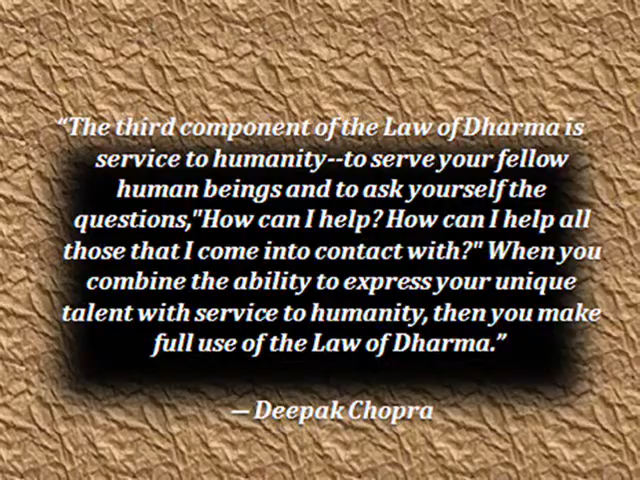 “The third component of the Law of Dharma is
service to humanity--to serve your fellow
human beings and to ask yourself the
questions,"How can I help? How can I help all
those that I come into contact with?" When you
combine the ability to express your unique
talent with service to humanity, then you make
full use of the Law of Dharma.”
— Deepak Chopra